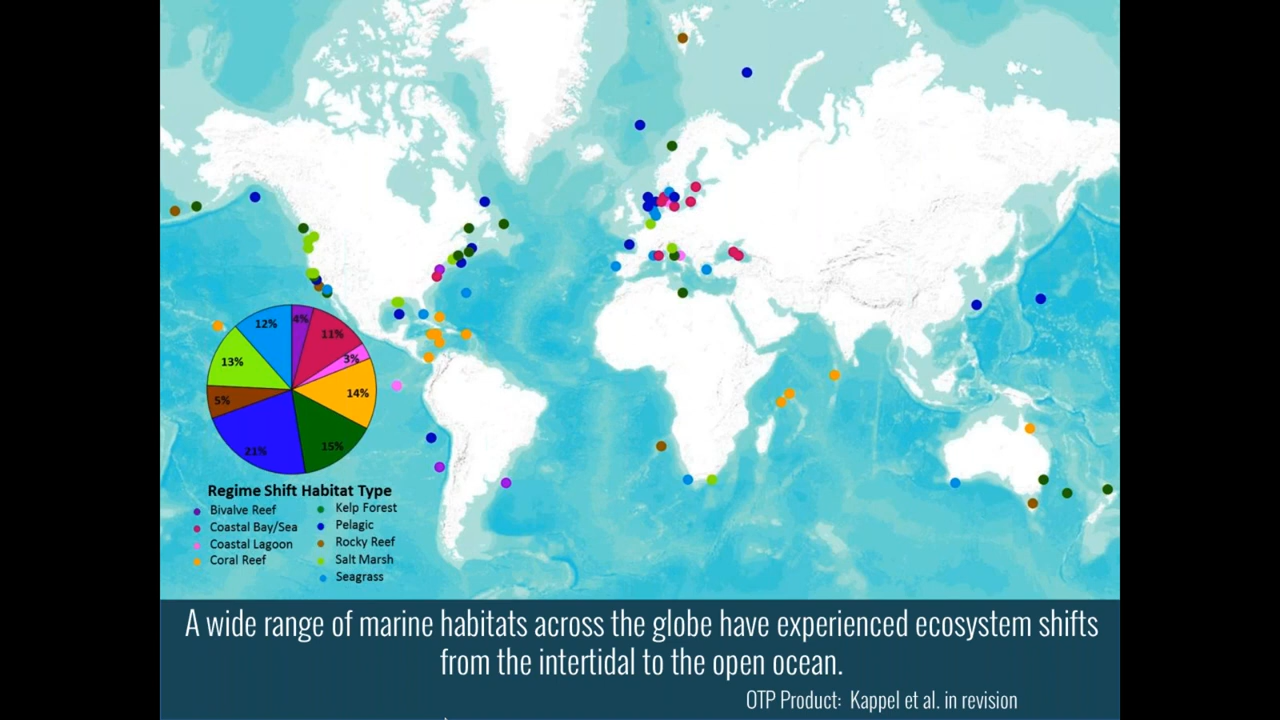 12%
4%
11%
3%
13%
14%
5%
15%
21%
Regime Shift Habitat Type
Bivalve Reef
Coastal Bay/Sea
Coastal Lagoon
Coral Reef
Kelp Forest
Pelagic
Rocky Reef
Salt Marsh
Seagrass
A wide range of marine habitats across the globe have experienced ecosystem shifts
from the intertidal to the open ocean.
OTP Product: Kappel et al. in revision